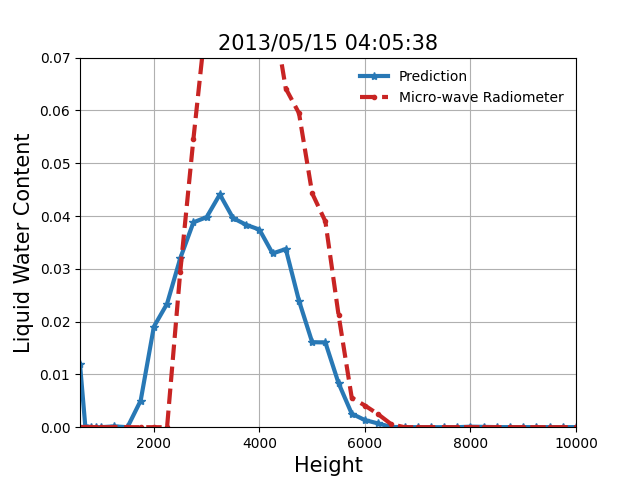 2013/05/15 04:05:38
0.07
0.06
0.05
0.04
0.03
0.02
0.01
0.00
Liquid Water Content
Prediction
Micro-wave Radiometer
2000 4000 6000 8000 10000
Height